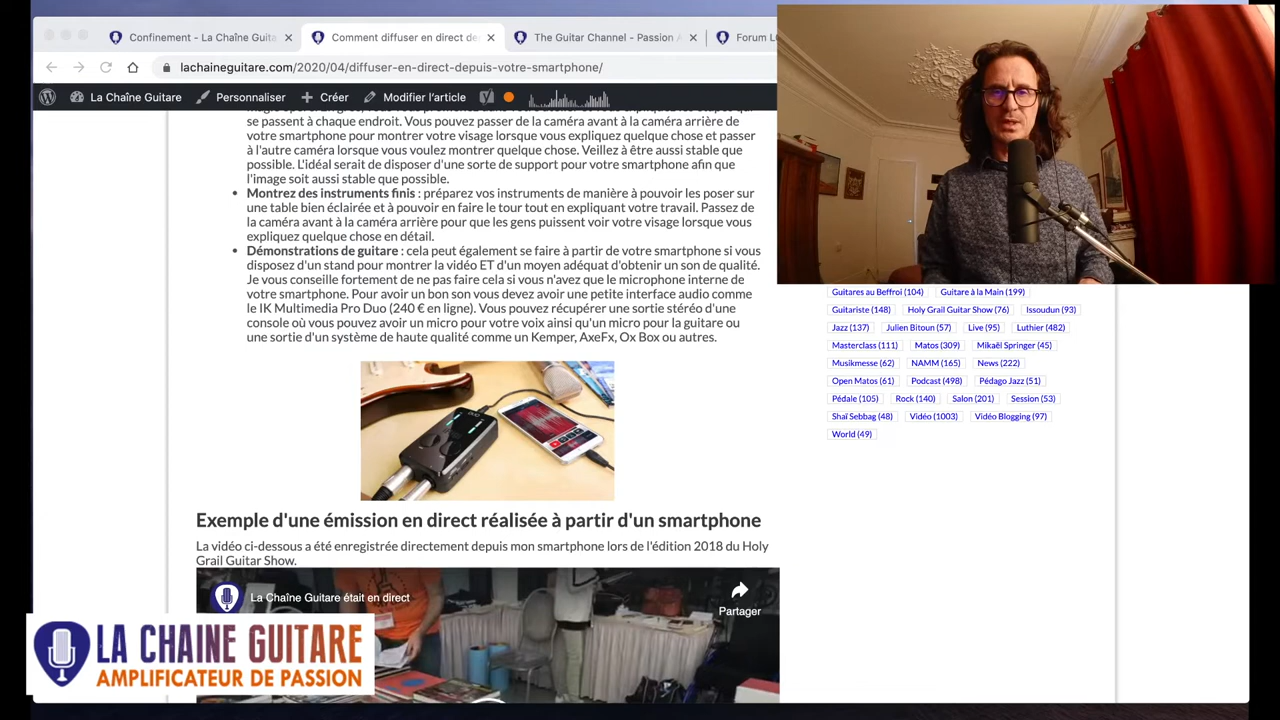 Confinement - La Chaîne Guita
Comment diffuser en direct de
The Guitar Channel - Passion A
Forum L
lachaineguitare.com/2020/04/diffuser-en-direct-depuis-votre-smartphone/
La Chaîne Guitare
Personnaliser
Créer
Modifier l'article
se passent à chaque endroit. Vous pouvez passer de la caméra avant à la caméra arrière de
votre smartphone pour montrer votre visage lorsque vous expliquez quelque chose et passer
à l'autre caméra lorsque vous voulez montrer quelque chose. Veillez à être aussi stable que
possible. L'idéal serait de disposer d'une sorte de support pour votre smartphone afin que
l'image soit aussi stable que possible.
Montrez des instruments finis : préparez vos instruments de manière à pouvoir les poser sur
une table bien éclairée et à pouvoir en faire le tour tout en expliquant votre travail. Passez de
la caméra avant à la caméra arrière pour que les gens puissent voir votre visage lorsque vous
expliquez quelque chose en détail.
Démonstrations de guitare : cela peut également se faire à partir de votre smartphone si vous
disposez d'un stand pour montrer la vidéo ET d'un moyen adéquat d'obtenir un son de qualité.
Je vous conseille fortement de ne pas faire cela si vous n'avez que le microphone interne de
votre smartphone. Pour avoir un bon son vous devez avoir une petite interface audio comme
le IK Multimedia Pro Duo (240 € en ligne). Vous pouvez récupérer une sortie stéréo d'une
console où vous pouvez avoir un micro pour votre voix ainsi qu'un micro pour la guitare ou
une sortie d'un système de haute qualité comme un Kemper, AxeFx, Ox Box ou autres.
Exemple d'une émission en direct réalisée à partir d'un smartphone
La vidéo ci-dessous a été enregistrée directement depuis mon smartphone lors de l'édition 2018 du Holy
Grail Guitar Show.
La Chaîne Guitare était en direct
Partager
Guitares au Beffroi (104) Guitare à la Main (199)
Guitariste (148) Holy Grail Guitar Show (76) Issoudun (93)
Jazz (137) Julien Bitoun (57) Live (95) Luthier (482)
Masterclass (111) Matos (309) Mikaël Springer (45)
Musikmesse (62) NAMM (165) News (222)
Open Matos (61) Podcast (498) Pédago Jazz (51)
Pédale (105) Rock (140) Salon (201) Session (53)
Shaï Sebbag (48) Vidéo (1003) Vidéo Blogging (97)
World (49)
LA CHAINE GUITARE
AMPLIFICATEUR DE PASSION